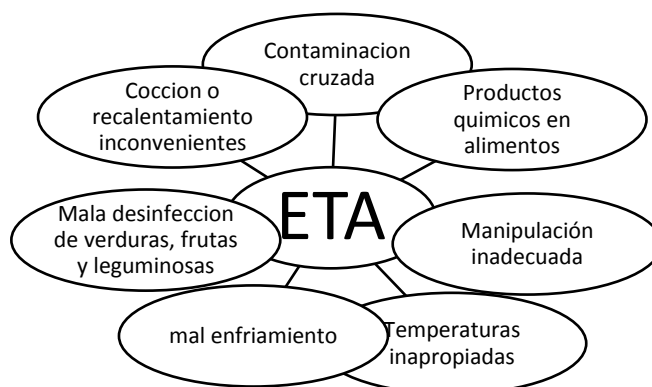 Contaminacion
cruzada
Coccion o
recalentamiento
inconvenientes
Productos
quimicos en
alimentos
ETA
Mala desinfeccion
de verduras, frutas
y leguminosas
Manipulación
inadecuada
mal enfriamiento
Temperaturas
inapropiadas